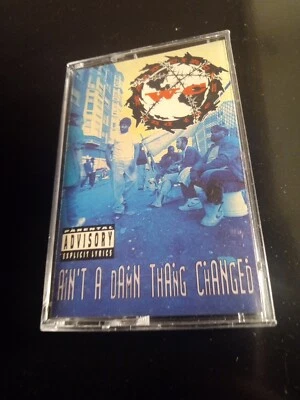 WC
PARENTAL
ADVISORY
EXPLICIT LYRICS
AIN'T A DAMN THANG CHANGED